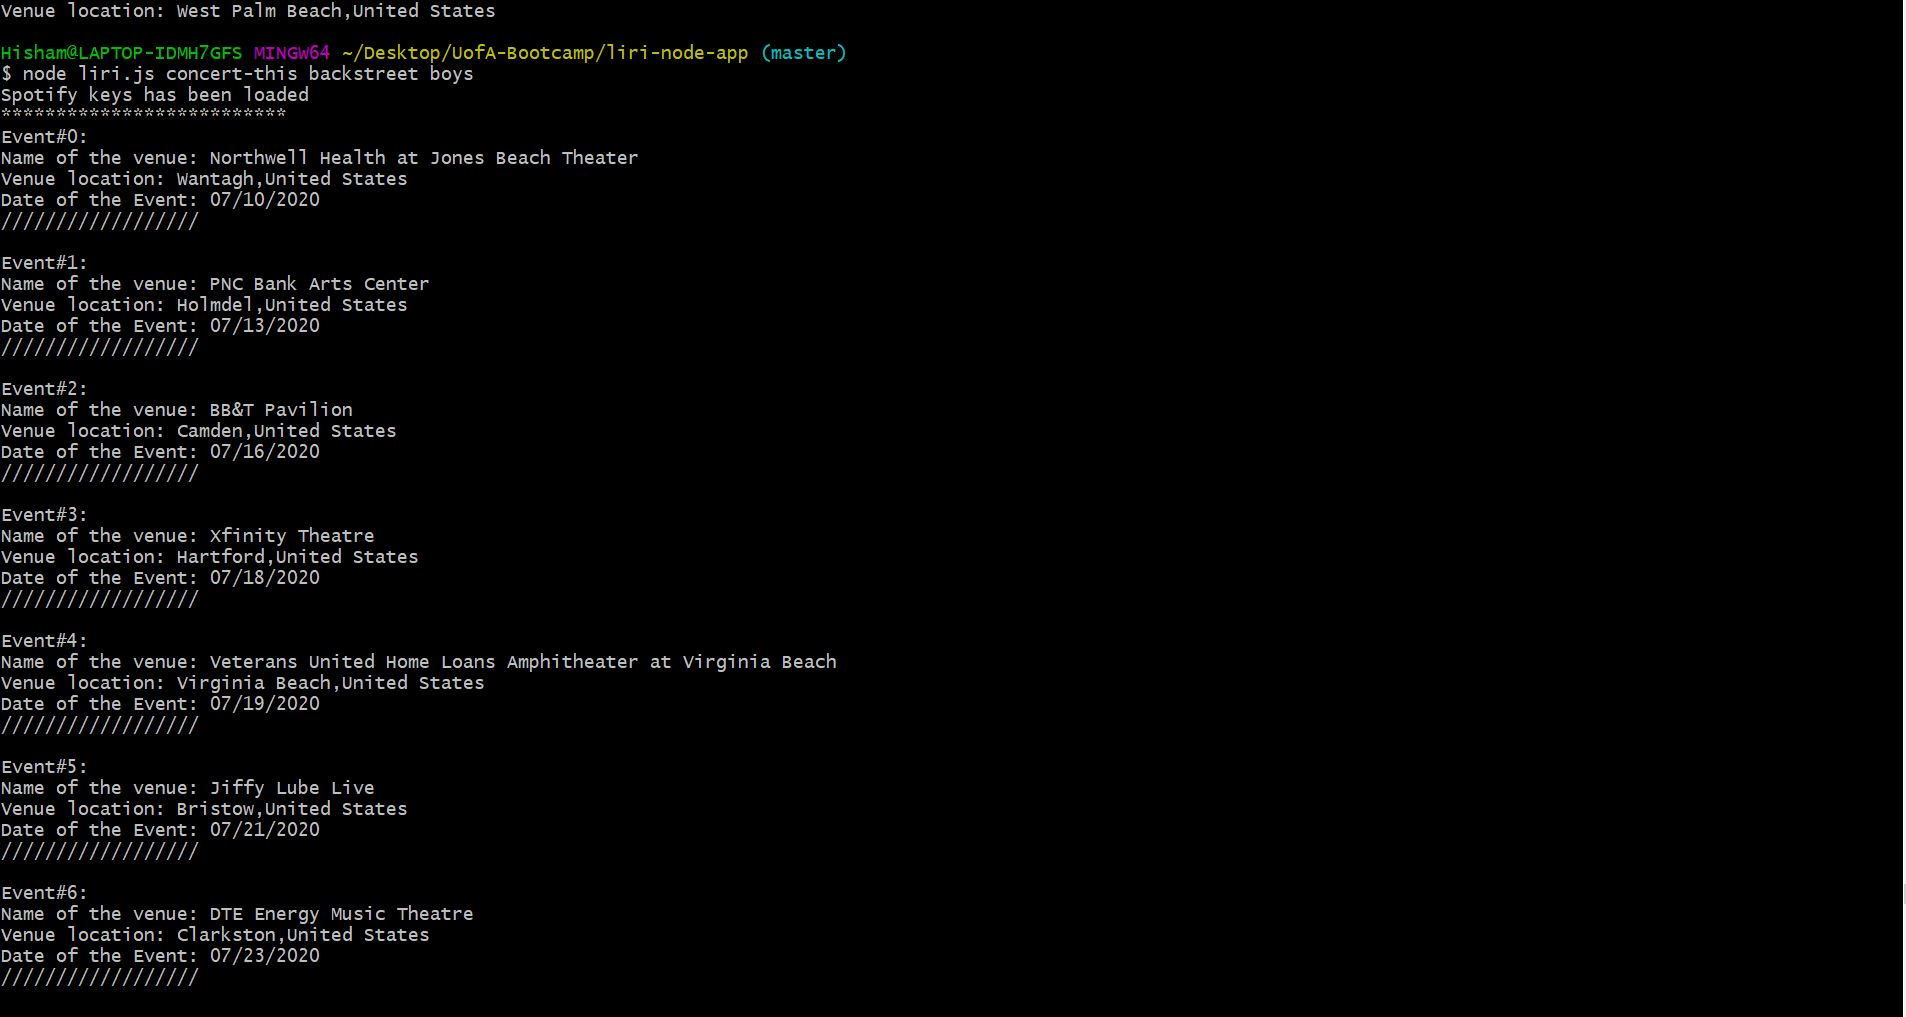 Venue location: West Palm Beach,United States
Hisham@LAPTOP-IDMH7GFS MINGW64 ~/Desktop/UofA-Bootcamp/liri-node-app (master)
$ node liri.js concert-this backstreet boys
Spotify keys has been loaded
**************************
Event#0:
Name of the venue: Northwell Health at Jones Beach Theater
Venue location: Wantagh,United States
Date of the Event: 07/10/2020
//////////////////
Event#1:
Name of the venue: PNC Bank Arts Center
Venue location: Holmdel,United States
Date of the Event: 07/13/2020
//////////////////
Event#2:
Name of the venue: BB&T Pavilion
Venue location: Camden,United States
Date of the Event: 07/16/2020
//////////////////
Event#3:
Name of the venue: Xfinity Theatre
Venue location: Hartford,United States
Date of the Event: 07/18/2020
//////////////////
Event#4:
Name of the venue: Veterans United Home Loans Amphitheater at Virginia Beach
Venue location: Virginia Beach,United States
Date of the Event: 07/19/2020
//////////////////
Event#5:
Name of the venue: Jiffy Lube Live
Venue location: Bristow,United States
Date of the Event: 07/21/2020
//////////////////
Event#6:
Name of the venue: DTE Energy Music Theatre
Venue location: Clarkston,United States
Date of the Event: 07/23/2020
//////////////////